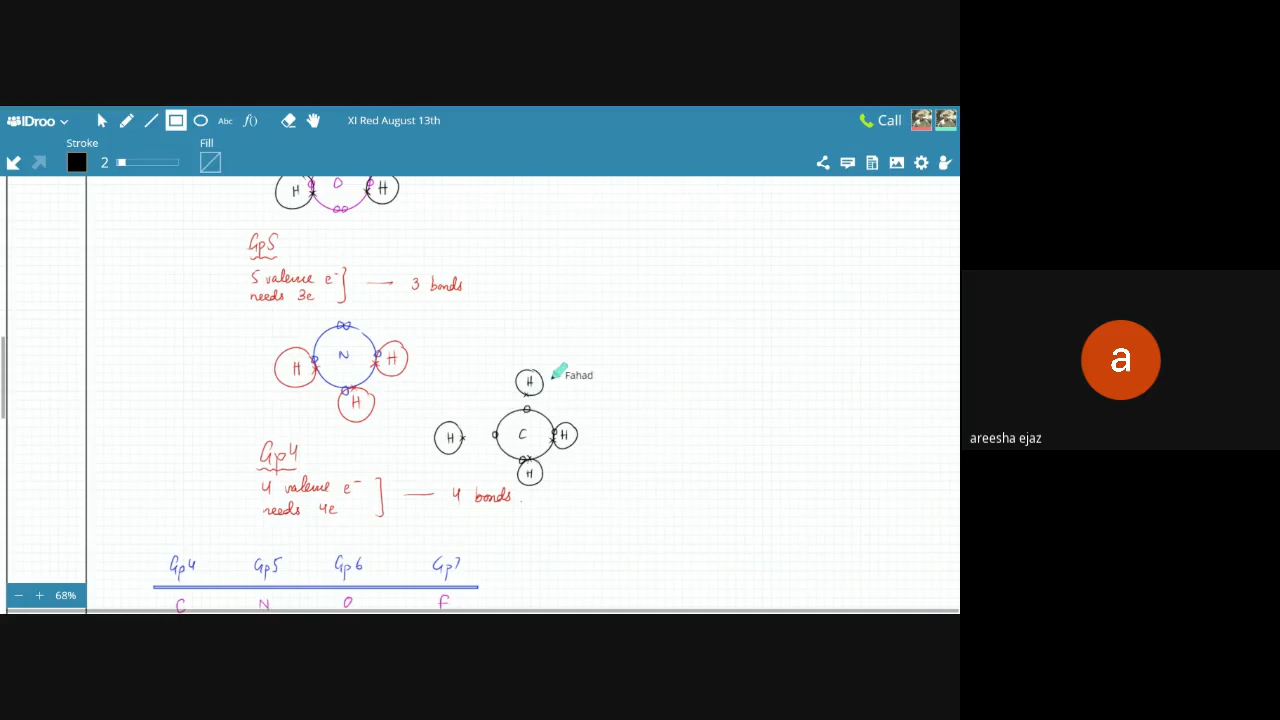 IDroo
Abc
f()
XI Red August 13th
Call
Stroke
Fill
2
H
O
H
Gp5
5 valence e⁻
needs 3e
3 bonds
N
H
H
H
H
Fahad
C
H
H
H
Gp4
4 valence e⁻
needs 4e
4 bonds.
Gp4 Gp5 Gp6 Gp7
C N O F
68%
a
areesha ejaz